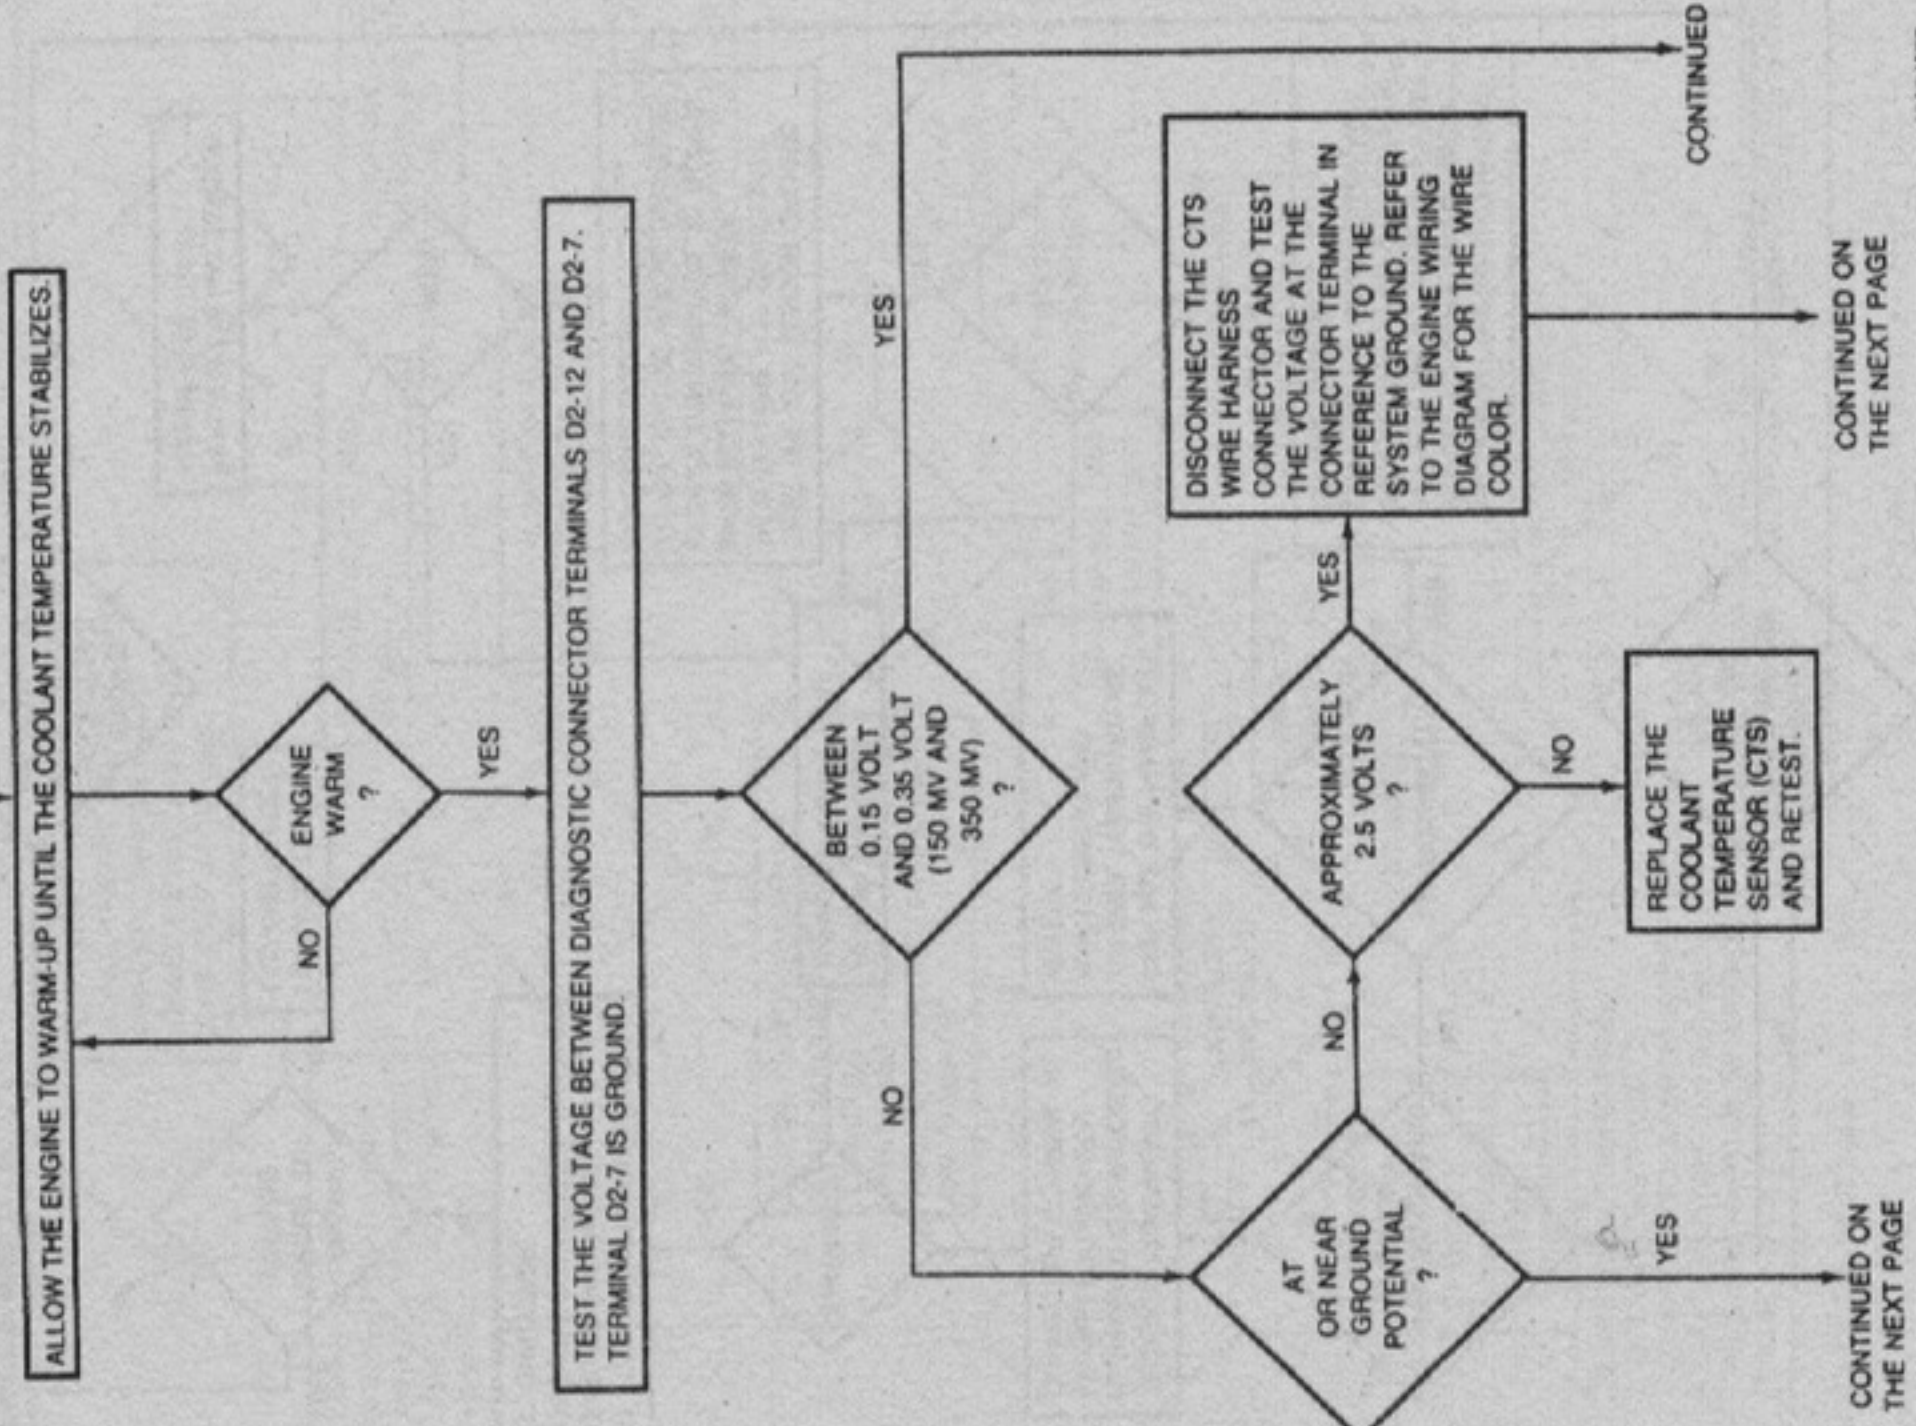 ALLOW THE ENGINE TO WARM-UP UNTIL THE COOLANT TEMPERATURE STABILIZES.
ENGINE
WARM
?
NO
YES
TEST THE VOLTAGE BETWEEN DIAGNOSTIC CONNECTOR TERMINALS D2-12 AND D2-7.
TERMINAL D2-7 IS GROUND.
BETWEEN
0.15 VOLT
AND 0.35 VOLT
(150 MV AND
350 MV)
?
NO
YES
AT
OR NEAR
GROUND
POTENTIAL
?
NO
YES
APPROXIMATELY
2.5 VOLTS
?
YES
NO
DISCONNECT THE CTS
WIRE HARNESS
CONNECTOR AND TEST
THE VOLTAGE AT THE
CONNECTOR TERMINAL IN
REFERENCE TO THE
SYSTEM GROUND. REFER
TO THE ENGINE WIRING
DIAGRAM FOR THE WIRE
COLOR.
REPLACE THE
COOLANT
TEMPERATURE
SENSOR (CTS)
AND RETEST.
CONTINUED ON
THE NEXT PAGE
CONTINUED ON
THE NEXT PAGE
CONTINUED